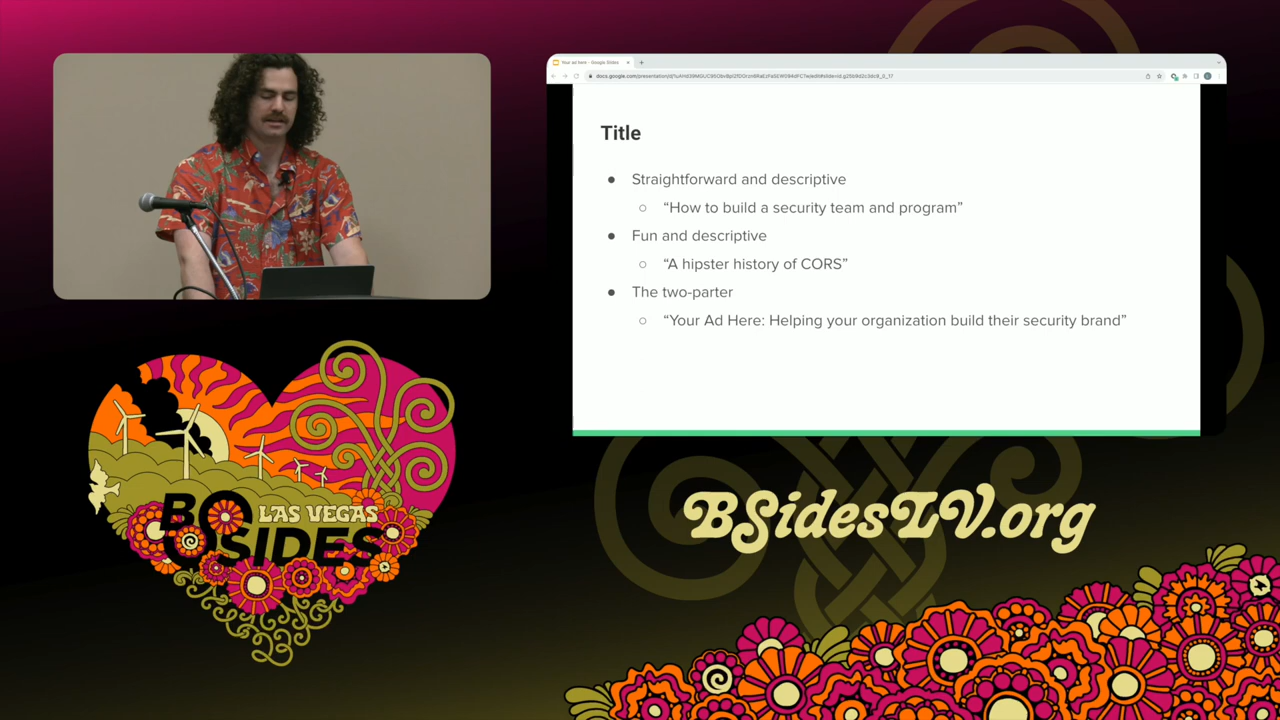 Your ad here - Google Slides
Title
● Straightforward and descriptive
○ “How to build a security team and program”
● Fun and descriptive
○ “A hipster history of CORS”
● The two-parter
○ “Your Ad Here: Helping your organization build their security brand”
LAS VEGAS
BSIDES
BSidesLV.org